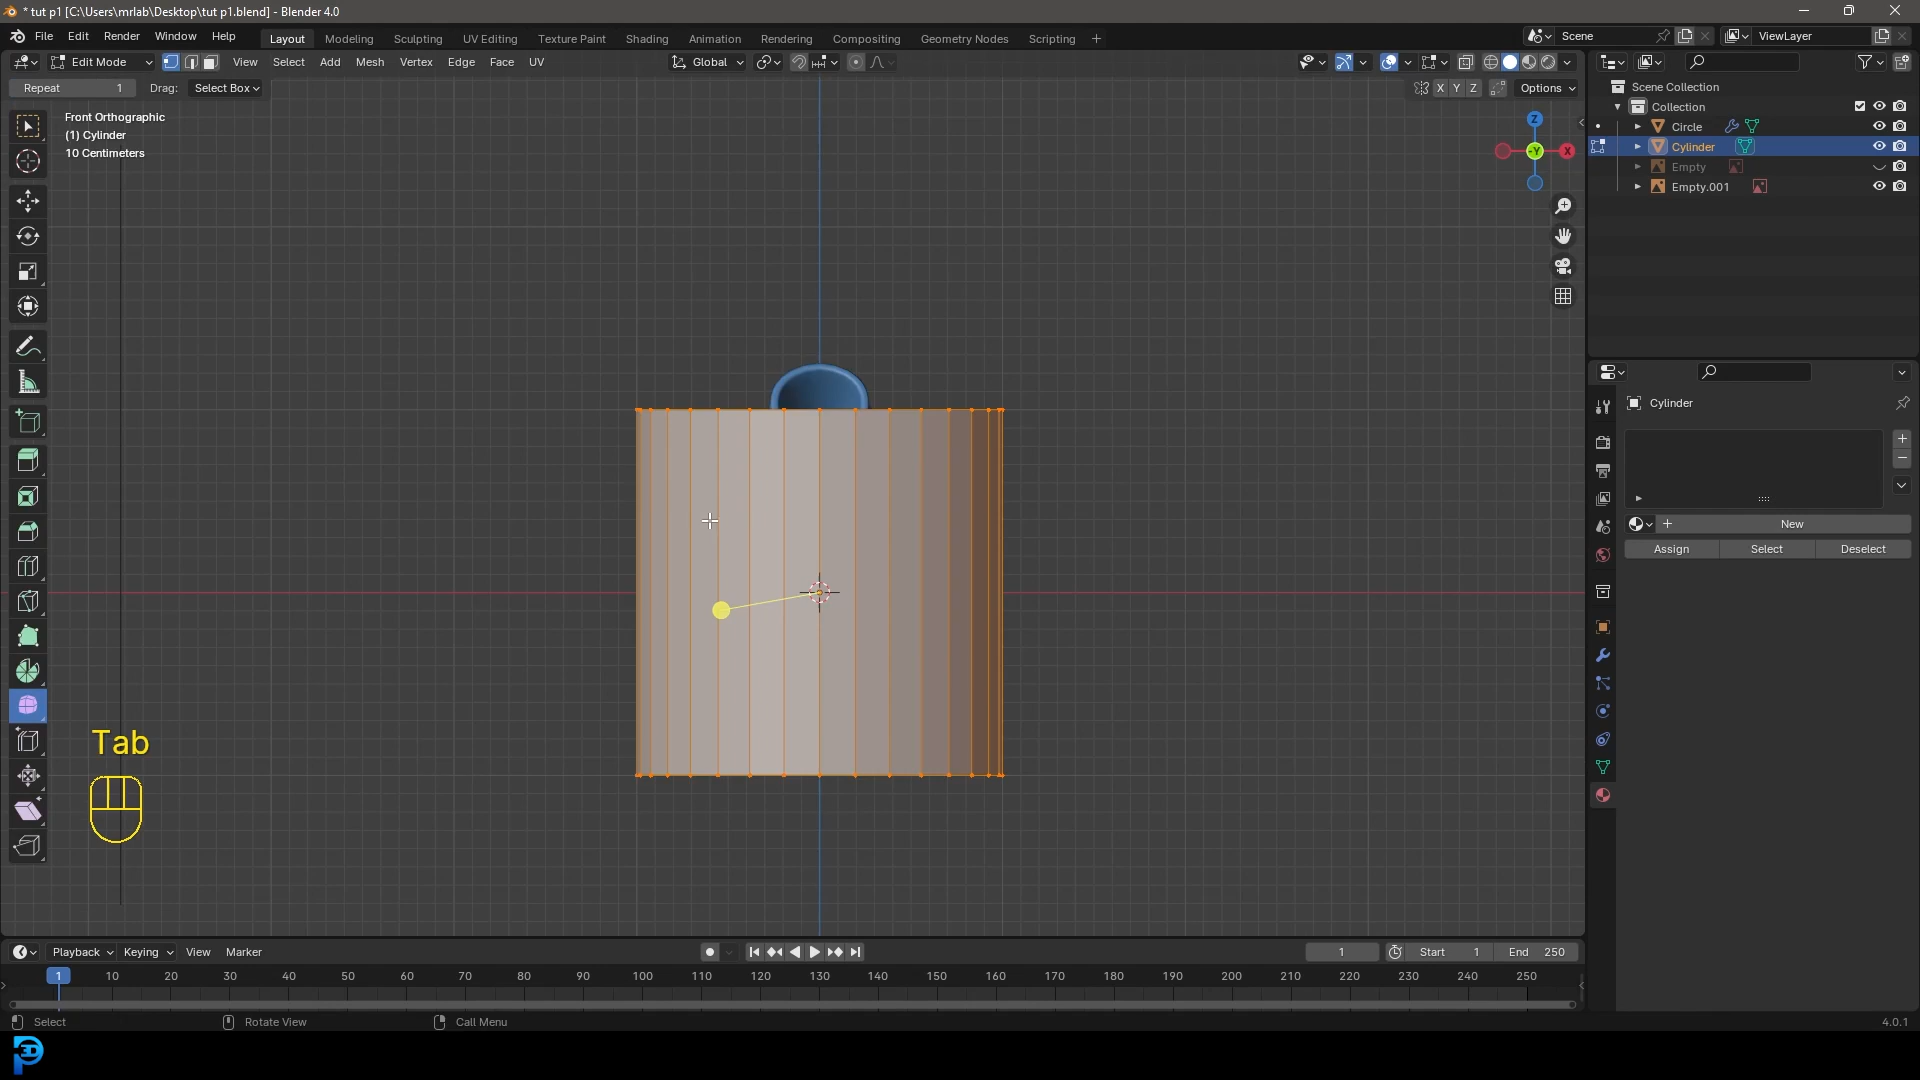 * tut p1 [C:\Users\mrlab\Desktop\tut p1.blend] - Blender 4.0
File Edit Render Window Help Layout Modeling Sculpting UV Editing Texture Paint Shading Animation Rendering Compositing Geometry Nodes Scripting + Scene ViewLayer
Edit Mode View Select Add Mesh Vertex Edge Face UV Global
Repeat 1 Drag: Select Box X Y Z Options
Front Orthographic
(1) Cylinder
10 Centimeters
Z
-Y X
Scene Collection
Collection
Circle
Cylinder
Empty
Empty.001
Cylinder
New
Assign Select Deselect
Tab
Playback Keying View Marker 1 Start 1 End 250
1 10 20 30 40 50 60 70 80 90 100 110 120 130 140 150 160 170 180 190 200 210 220 230 240 250
Select Rotate View Call Menu 4.0.1
3D